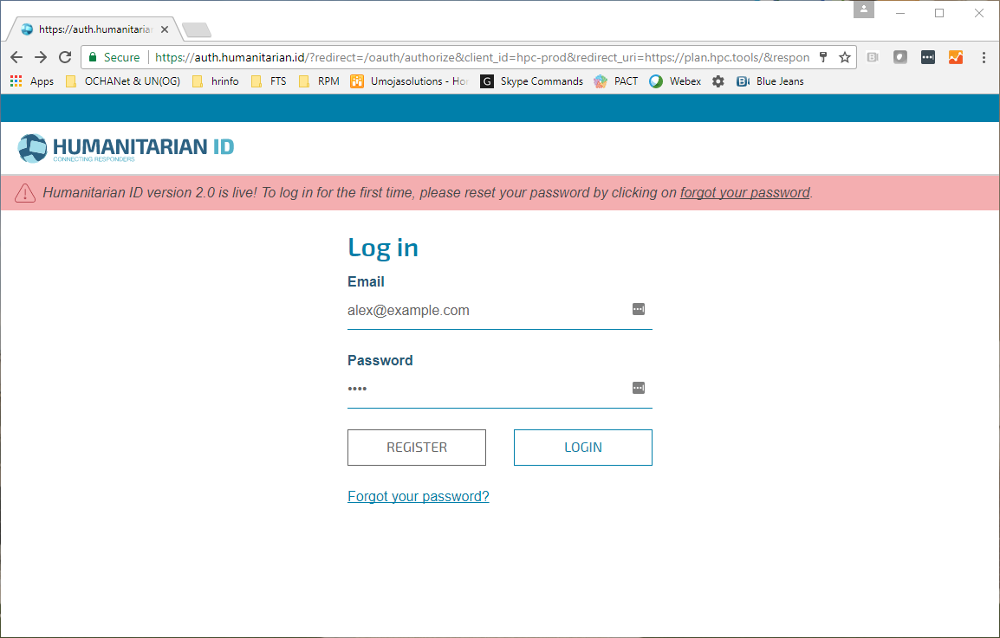 https://auth.humanitaria
Secure https://auth.humanitarian.id/?redirect=/oauth/authorize&client_id=hpc-prod&redirect_uri=https://plan.hpc.tools/&respon
Apps OCHANet & UN(OG) hrinfo FTS RPM Umojasolutions - Ho G Skype Commands PACT Webex Blue Jeans
HUMANITARIAN ID
CONNECTING RESPONDERS
Humanitarian ID version 2.0 is live! To log in for the first time, please reset your password by clicking on forgot your password.
Log in
Email
alex@example.com
Password
••••
REGISTER LOGIN
Forgot your password?